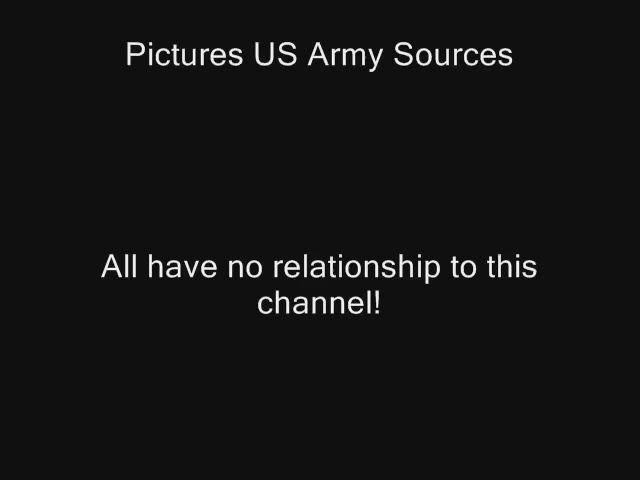 Pictures US Army Sources
All have no relationship to this
channel!